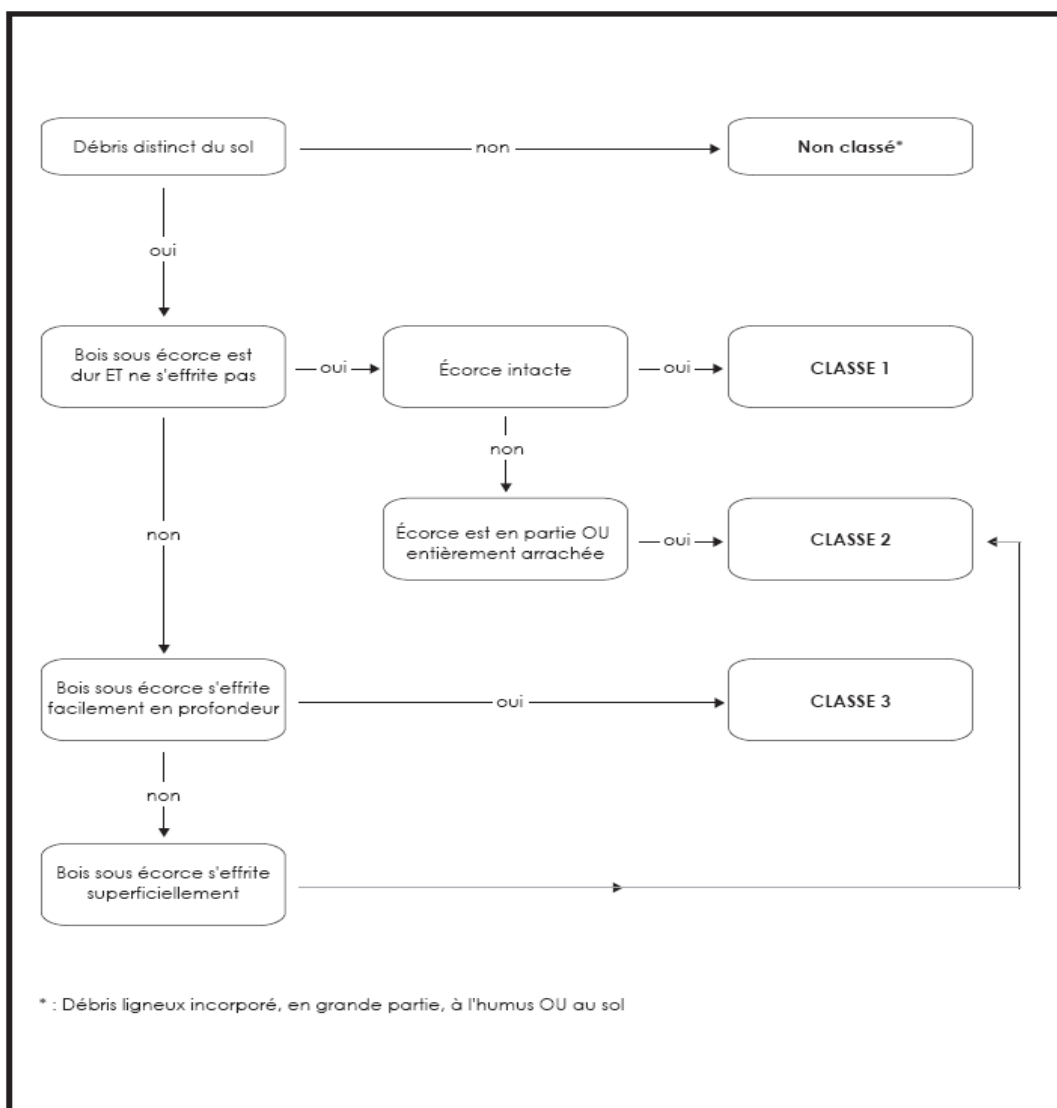 Débris distinct du sol
non
Non classé*
oui
Bois sous écorce est
dur ET ne s'effrite pas
oui
Écorce intacte
oui
CLASSE 1
non
non
Écorce est en partie OU
entièrement arrachée
oui
CLASSE 2
Bois sous écorce s'effrite
facilement en profondeur
oui
CLASSE 3
non
Bois sous écorce s'effrite
superficiellement
* : Débris ligneux incorporé, en grande partie, à l'humus OU au sol